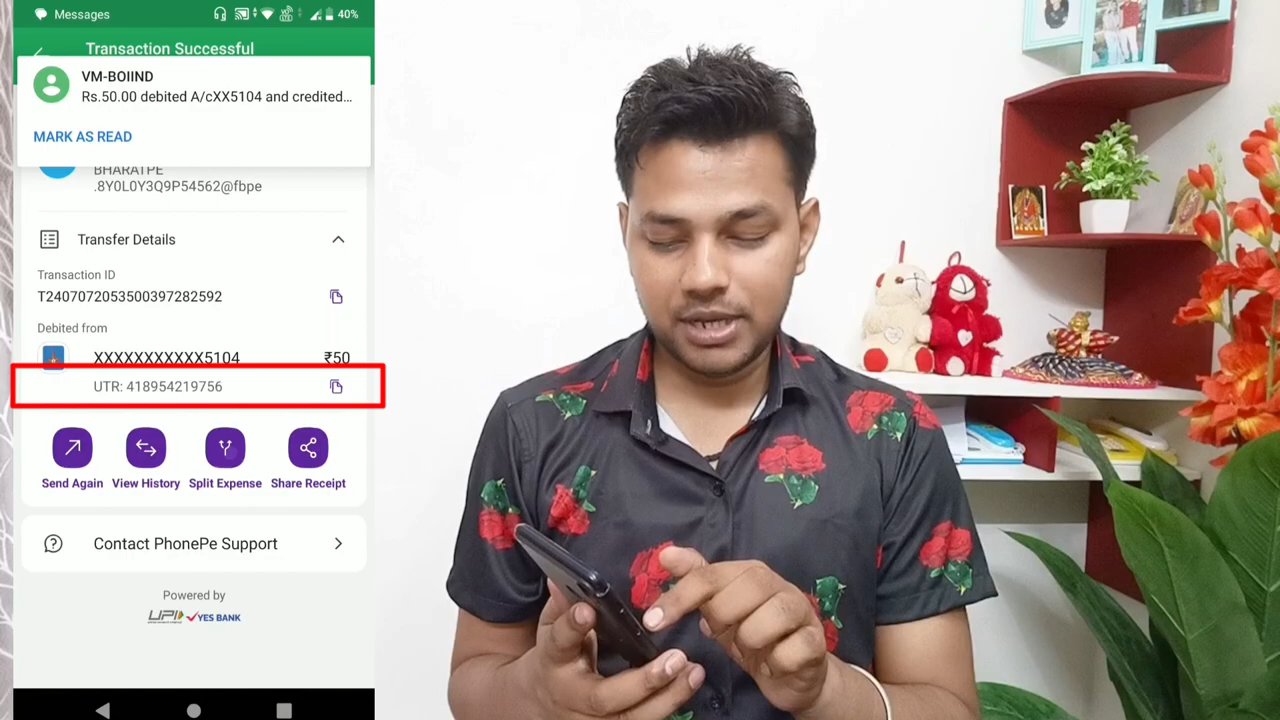 Messages
40%
Transaction Successful
VM-BOIIND
Rs.50.00 debited A/cXX5104 and credited...
MARK AS READ
BHARATPE
.8Y0L0Y3Q9P54562@fbpe
Transfer Details
Transaction ID
T2407072053500397282592
Debited from
XXXXXXXXXXX5104
₹50
UTR: 418954219756
Send Again
View History
Split Expense
Share Receipt
Contact PhonePe Support
Powered by
UPI YES BANK